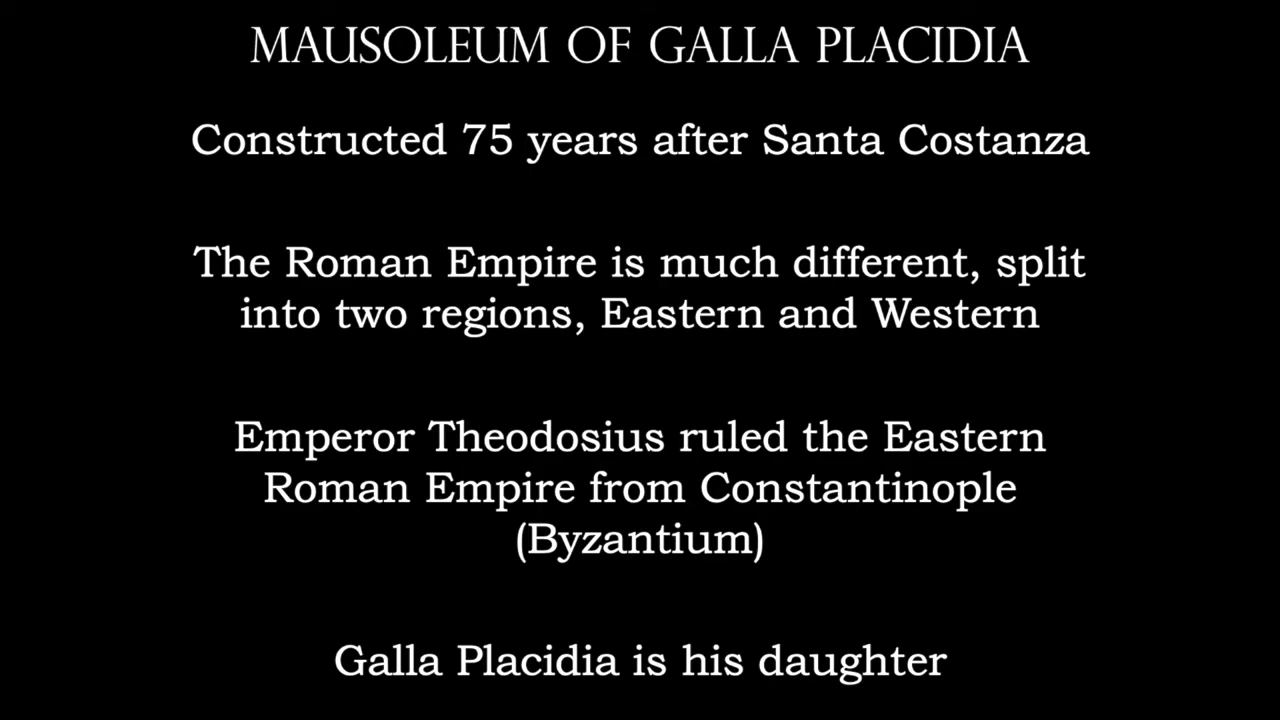 MAUSOLEUM OF GALLA PLACIDIA
Constructed 75 years after Santa Costanza
The Roman Empire is much different, split
into two regions, Eastern and Western
Emperor Theodosius ruled the Eastern
Roman Empire from Constantinople
(Byzantium)
Galla Placidia is his daughter